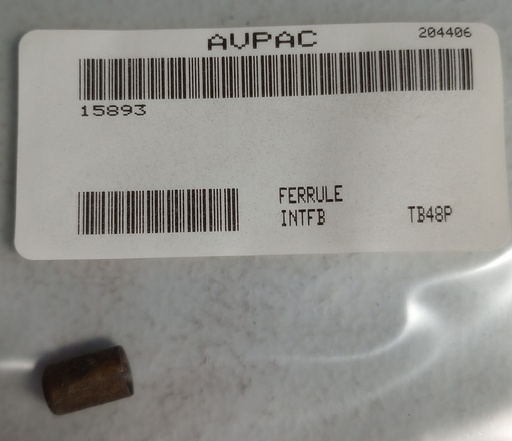 AVPAC 204406
15893
FERRULE
INTFB TB48P